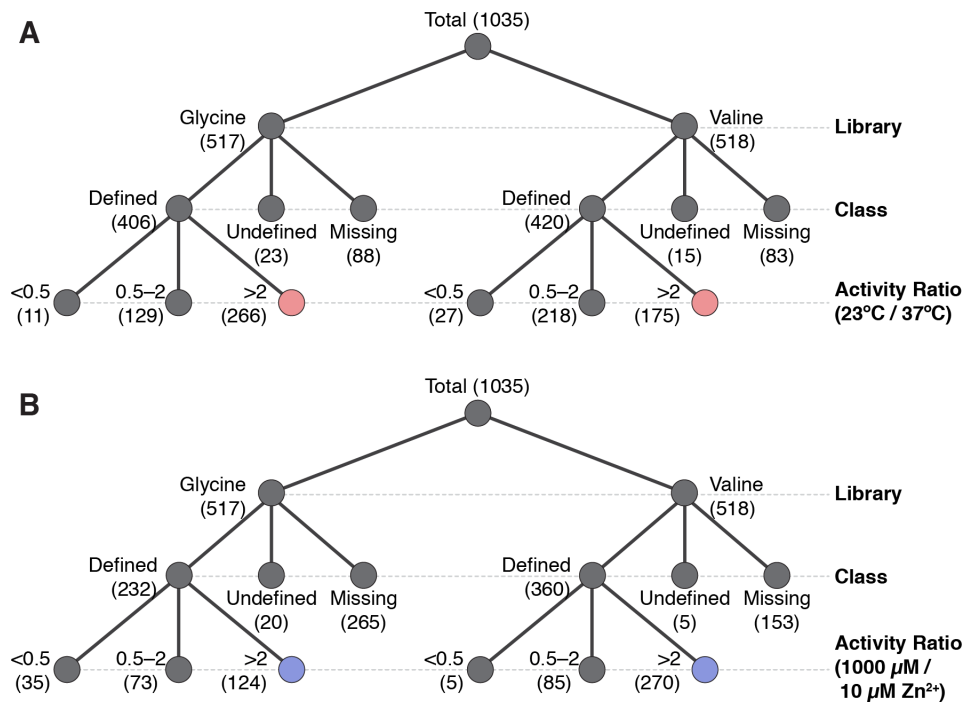 A
Total (1035)
Glycine
(517)
Valine
(518)
Library
Defined
(406)
Undefined
(23)
Missing
(88)
Defined
(420)
Undefined
(15)
Missing
(83)
Class
<0.5
(11)
0.5–2
(129)
>2
(266)
<0.5
(27)
0.5–2
(218)
>2
(175)
Activity Ratio
(23ºC / 37ºC)
B
Total (1035)
Glycine
(517)
Valine
(518)
Library
Defined
(232)
Undefined
(20)
Missing
(265)
Defined
(360)
Undefined
(5)
Missing
(153)
Class
<0.5
(35)
0.5–2
(73)
>2
(124)
<0.5
(5)
0.5–2
(85)
>2
(270)
Activity Ratio
(1000 µM /
10 µM Zn²⁺)